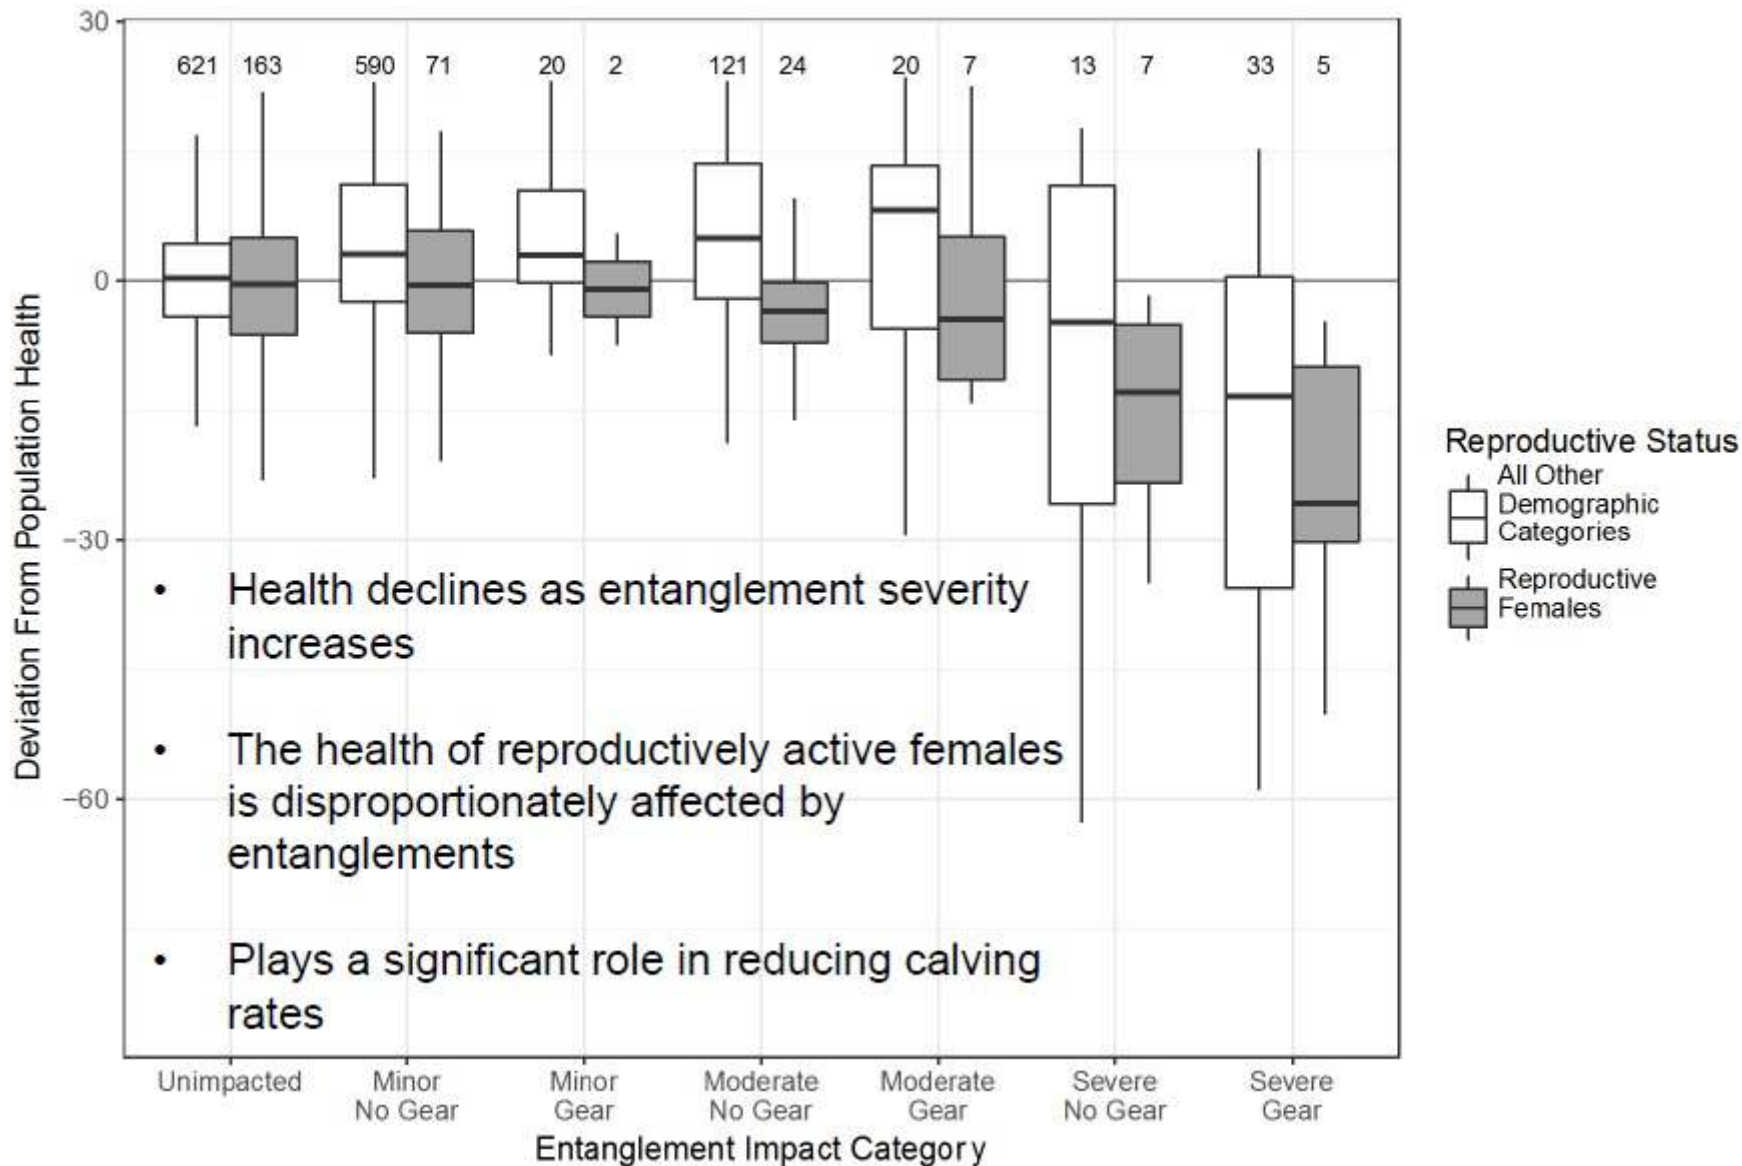 30
621 163 590 71 20 2 121 24 20 7 13 7 33 5
0
−30
−60
Deviation From Population Health
• Health declines as entanglement severity
increases
• The health of reproductively active females
is disproportionately affected by
entanglements
• Plays a significant role in reducing calving
rates
Unimpacted
Minor
No Gear
Minor
Gear
Moderate
No Gear
Moderate
Gear
Severe
No Gear
Severe
Gear
Entanglement Impact Category
Reproductive Status
All Other
Demographic
Categories
Reproductive
Females